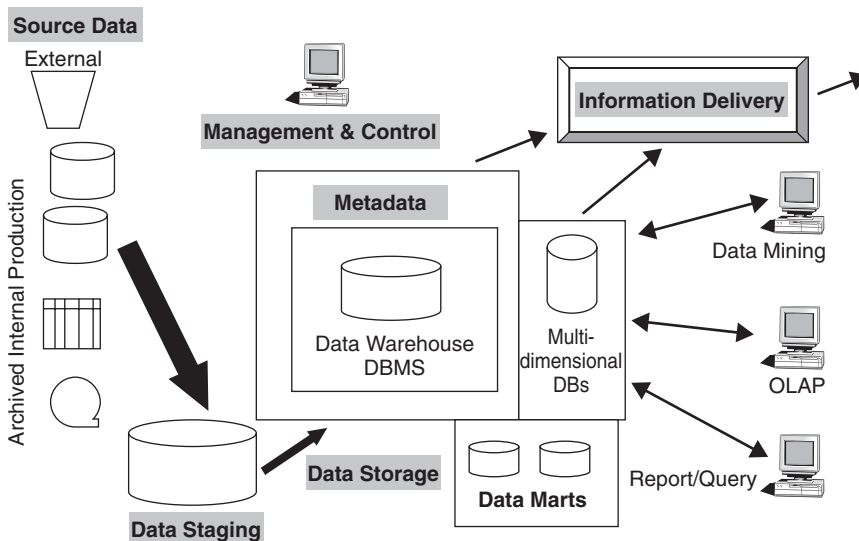 Source Data
External
Archived Internal Production
Management & Control
Information Delivery
Metadata
Data Warehouse
DBMS
Multi-
dimensional
DBs
Data Mining
OLAP
Report/Query
Data Storage
Data Marts
Data Staging